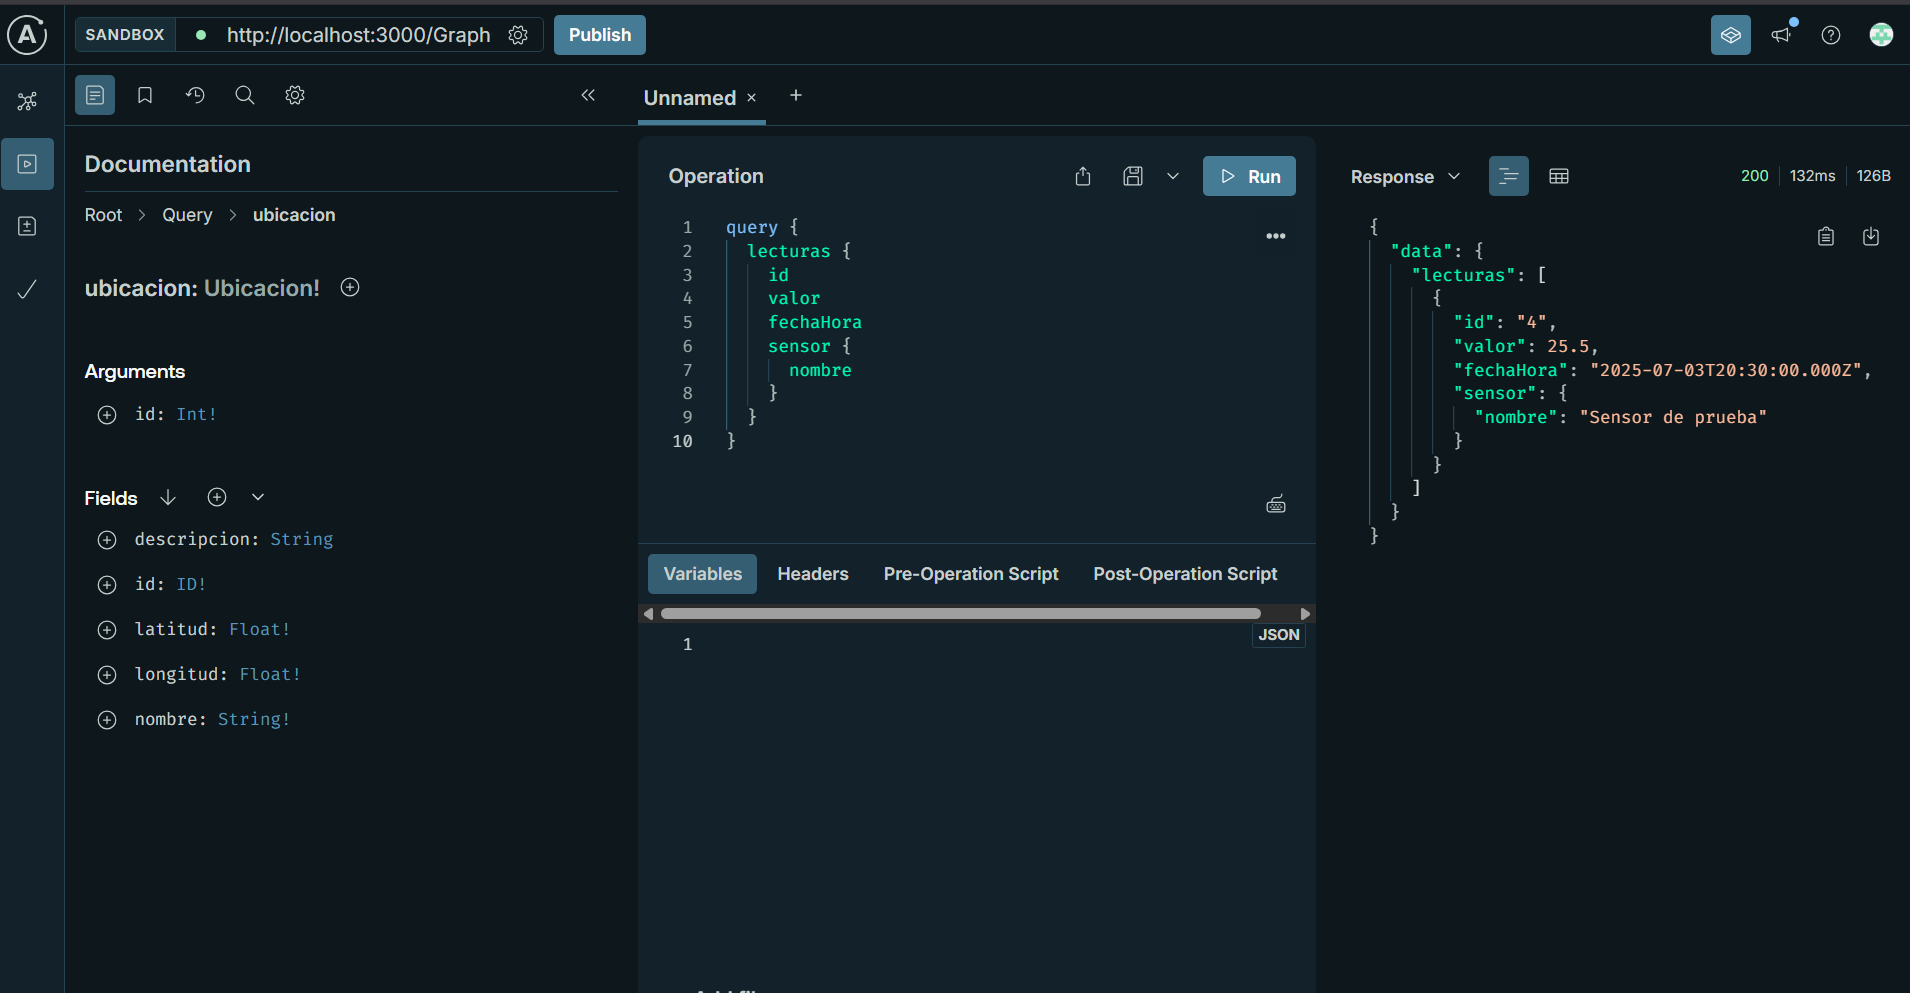 SANDBOX
http://localhost:3000/Graph
Publish
Documentation
Root > Query > ubicacion
ubicacion: Ubicacion!
Arguments
id: Int!
Fields
descripcion: String
id: ID!
latitud: Float!
longitud: Float!
nombre: String!
Unnamed
Operation
Run
1 query {
2 lecturas {
3 id
4 valor
5 fechaHora
6 sensor {
7 nombre
8 }
9 }
10 }
Variables Headers Pre-Operation Script Post-Operation Script
JSON
1
Response
200 132ms 126B
{
"data": {
"lecturas": [
{
"id": "4",
"valor": 25.5,
"fechaHora": "2025-07-03T20:30:00.000Z",
"sensor": {
"nombre": "Sensor de prueba"
}
}
]
}
}